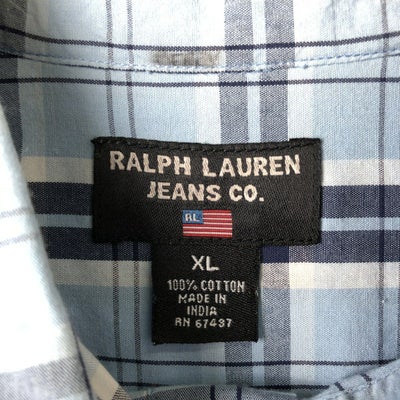 RALPH LAUREN
JEANS CO.
RL
XL
100% COTTON
MADE IN
INDIA
RN 67437